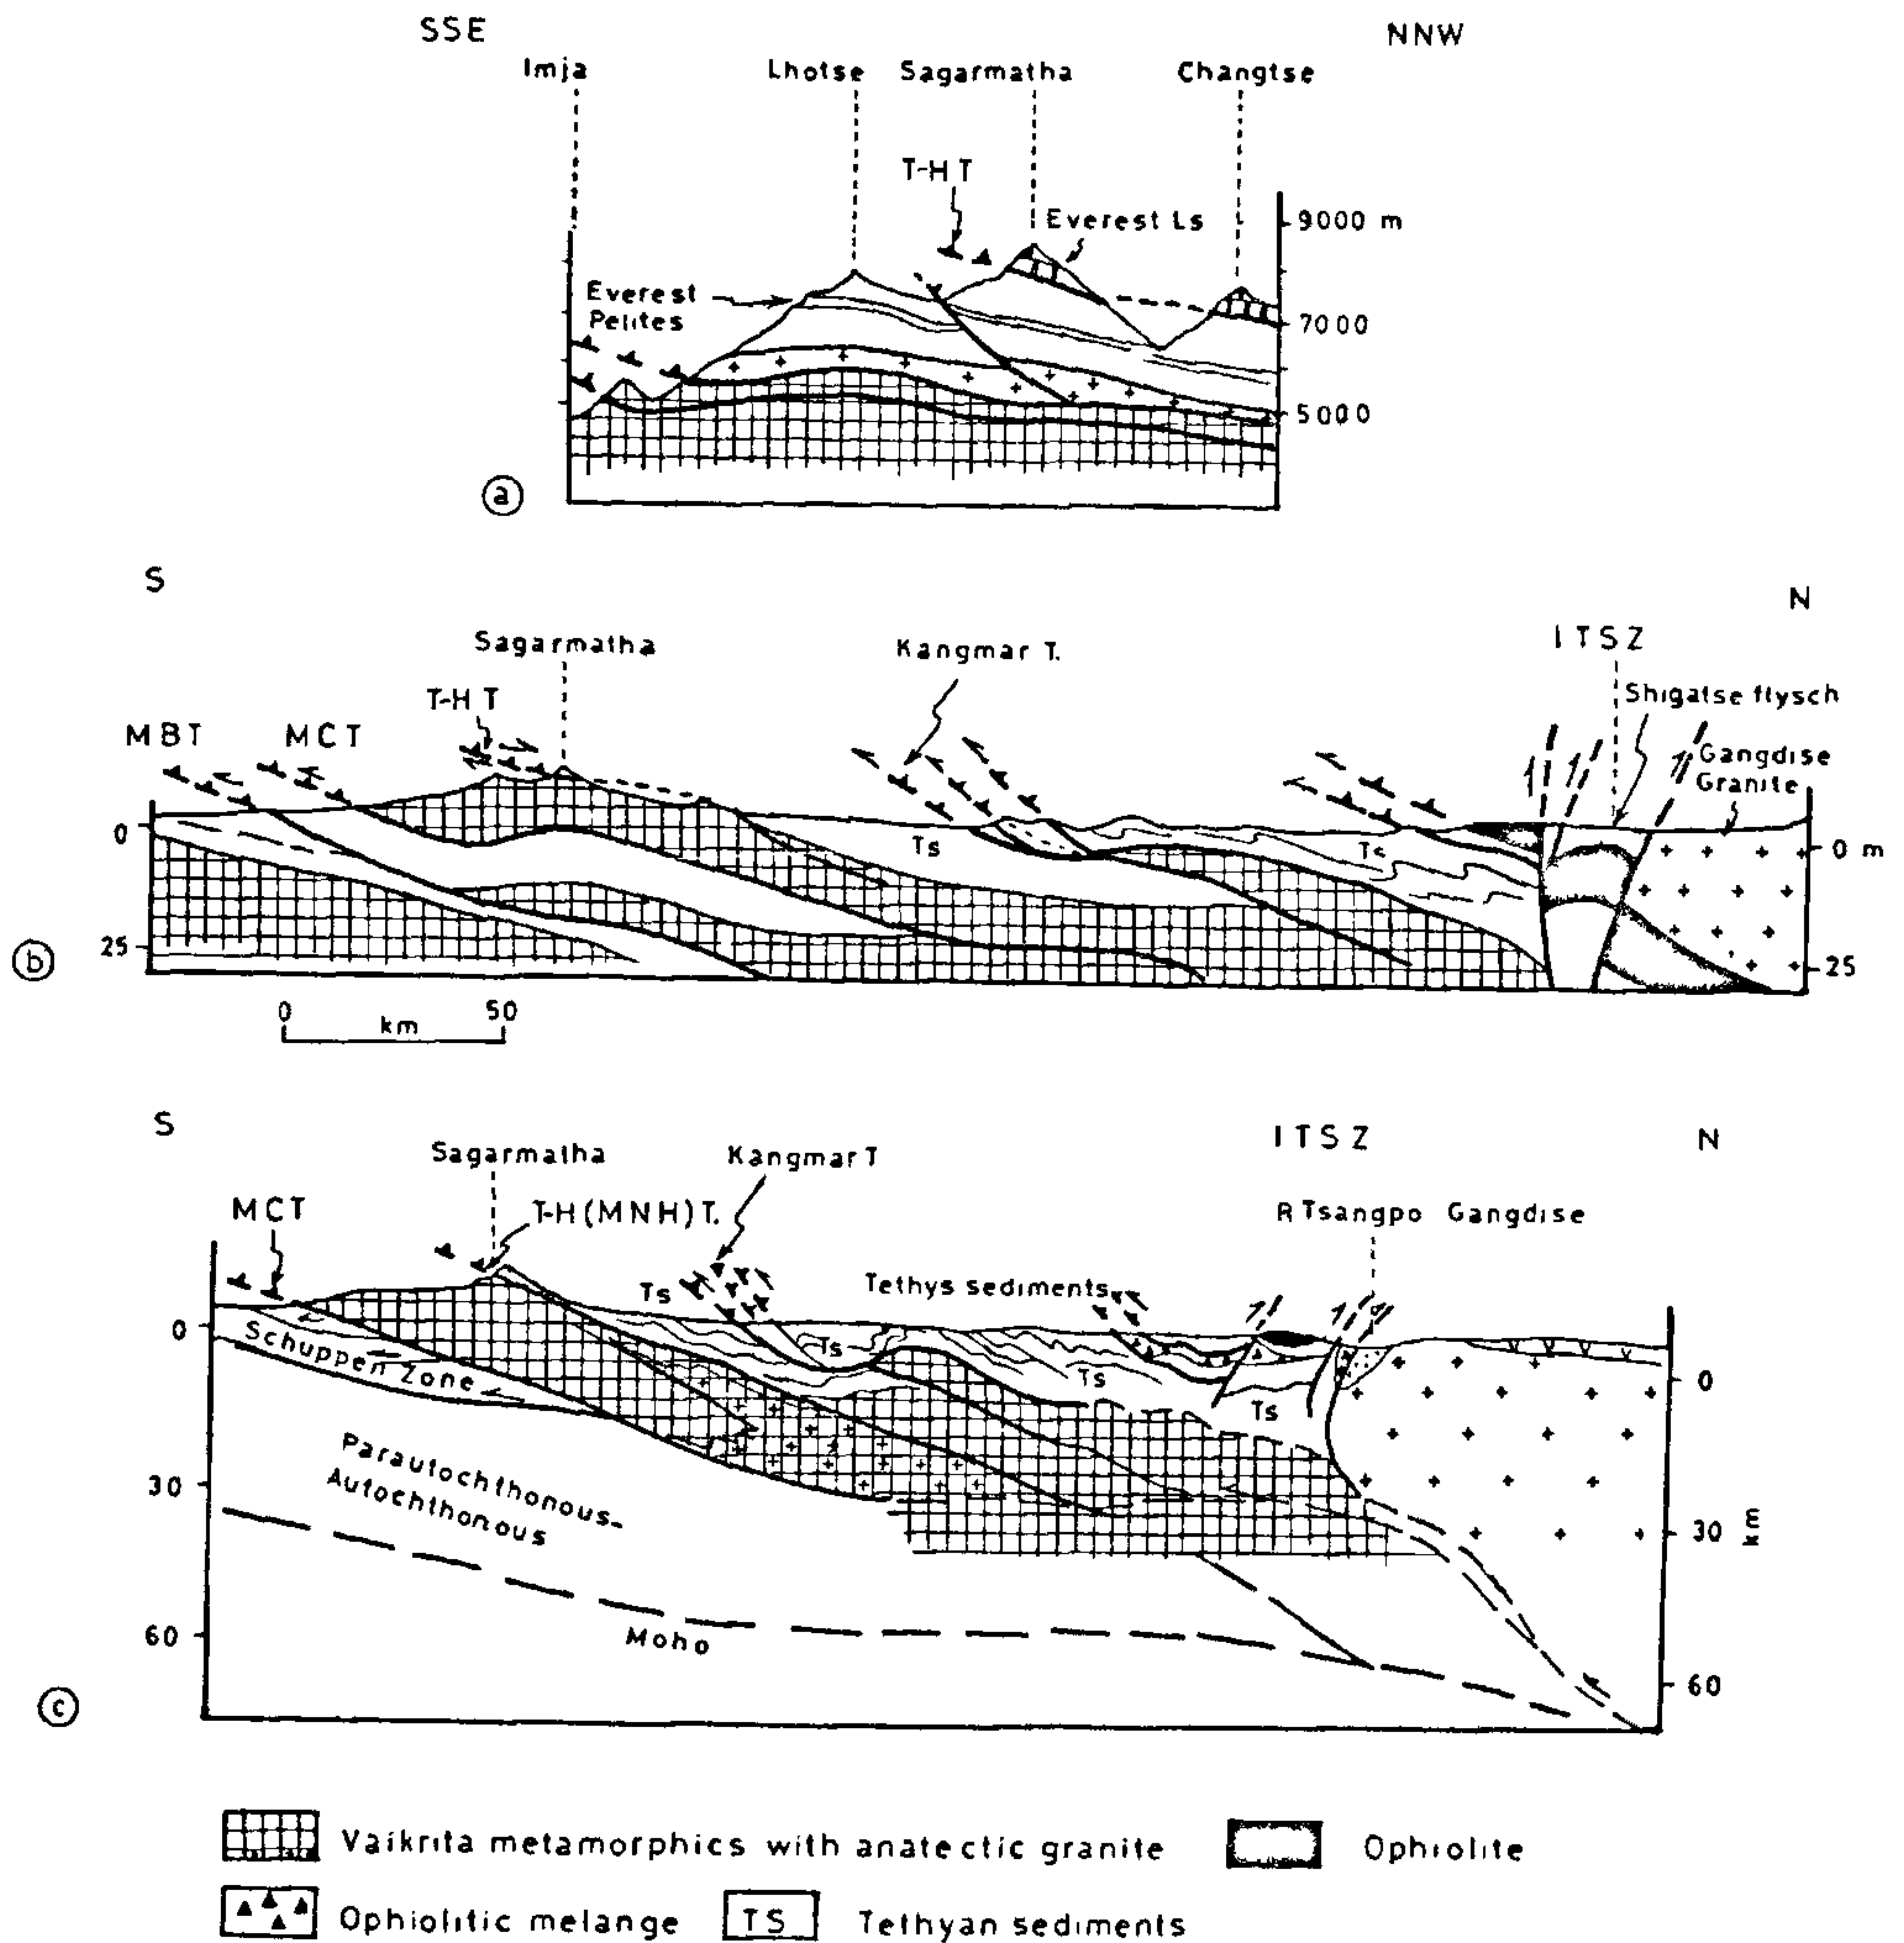 SSE NNW
Imja Lhotse Sagarmatha Changtse
T-H T
Everest Ls
9000 m
Everest
Pelites
7000
5000
a
S N
Sagarmatha Kangmar T. ITSZ
T-H T Shigatse flysch
MBT MCT Gangdise
Granite
0 Ts Ts 0 m
b 25 25
0 50
km
S ITSZ N
Sagarmatha Kangmar T
MCT T-H (MNH) T. R Tsangpo Gangdise
Ts Tethys sediments
0 Schuppen Zone Ts Ts Ts 0
Parautochthonous-
Autochthonous
30 30 km
60 Moho 60
c
Vaikrita metamorphics with anatectic granite Ophiolite
Ophiolitic melange TS Tethyan sediments